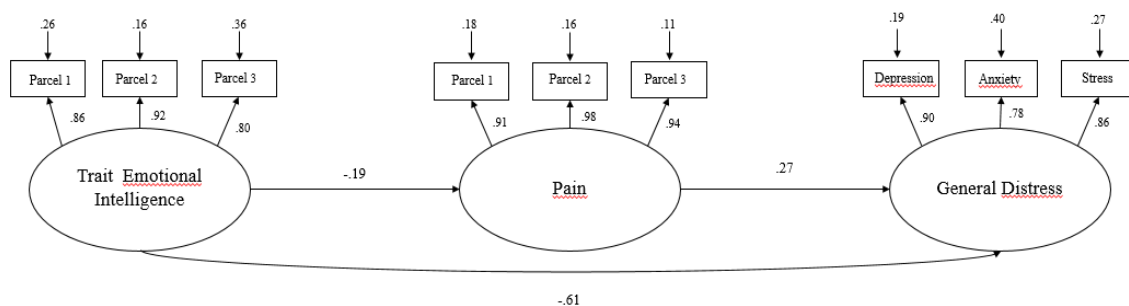 .26 .16 .36 .18 .16 .11 .19 .40 .27
Parcel 1 Parcel 2 Parcel 3 Parcel 1 Parcel 2 Parcel 3 Depression Anxiety Stress
.86 .92 .80 .91 .98 .94 .90 .78 .86
Trait Emotional
Intelligence
-.19
Pain
.27
General Distress
-.61